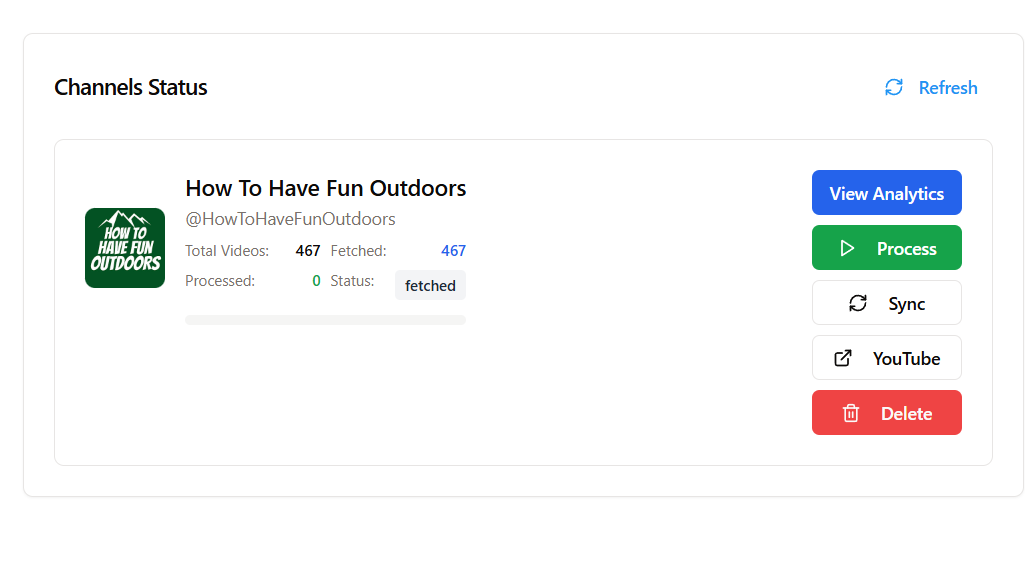 Channels Status
Refresh
How To Have Fun Outdoors
@HowToHaveFunOutdoors
Total Videos: 467 Fetched: 467
Processed: 0 Status: fetched
HOW TO
HAVE FUN
OUTDOORS
View Analytics
Process
Sync
YouTube
Delete